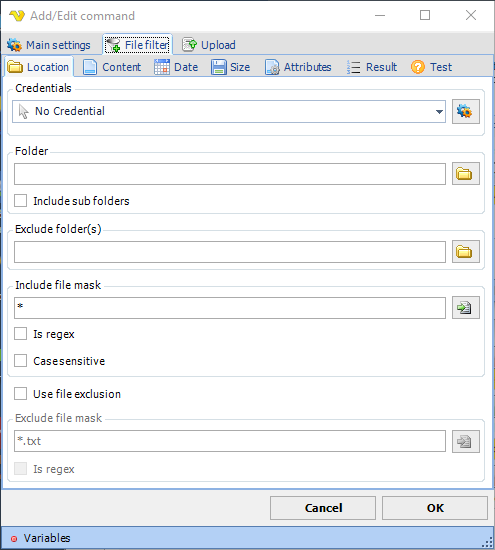 Add/Edit command
Main settings File filter Upload
Location Content Date Size Attributes Result Test
Credentials
No Credential
Folder
Include sub folders
Exclude folder(s)
Include file mask
*
Is regex
Case sensitive
Use file exclusion
Exclude file mask
*.txt
Is regex
Cancel OK
Variables